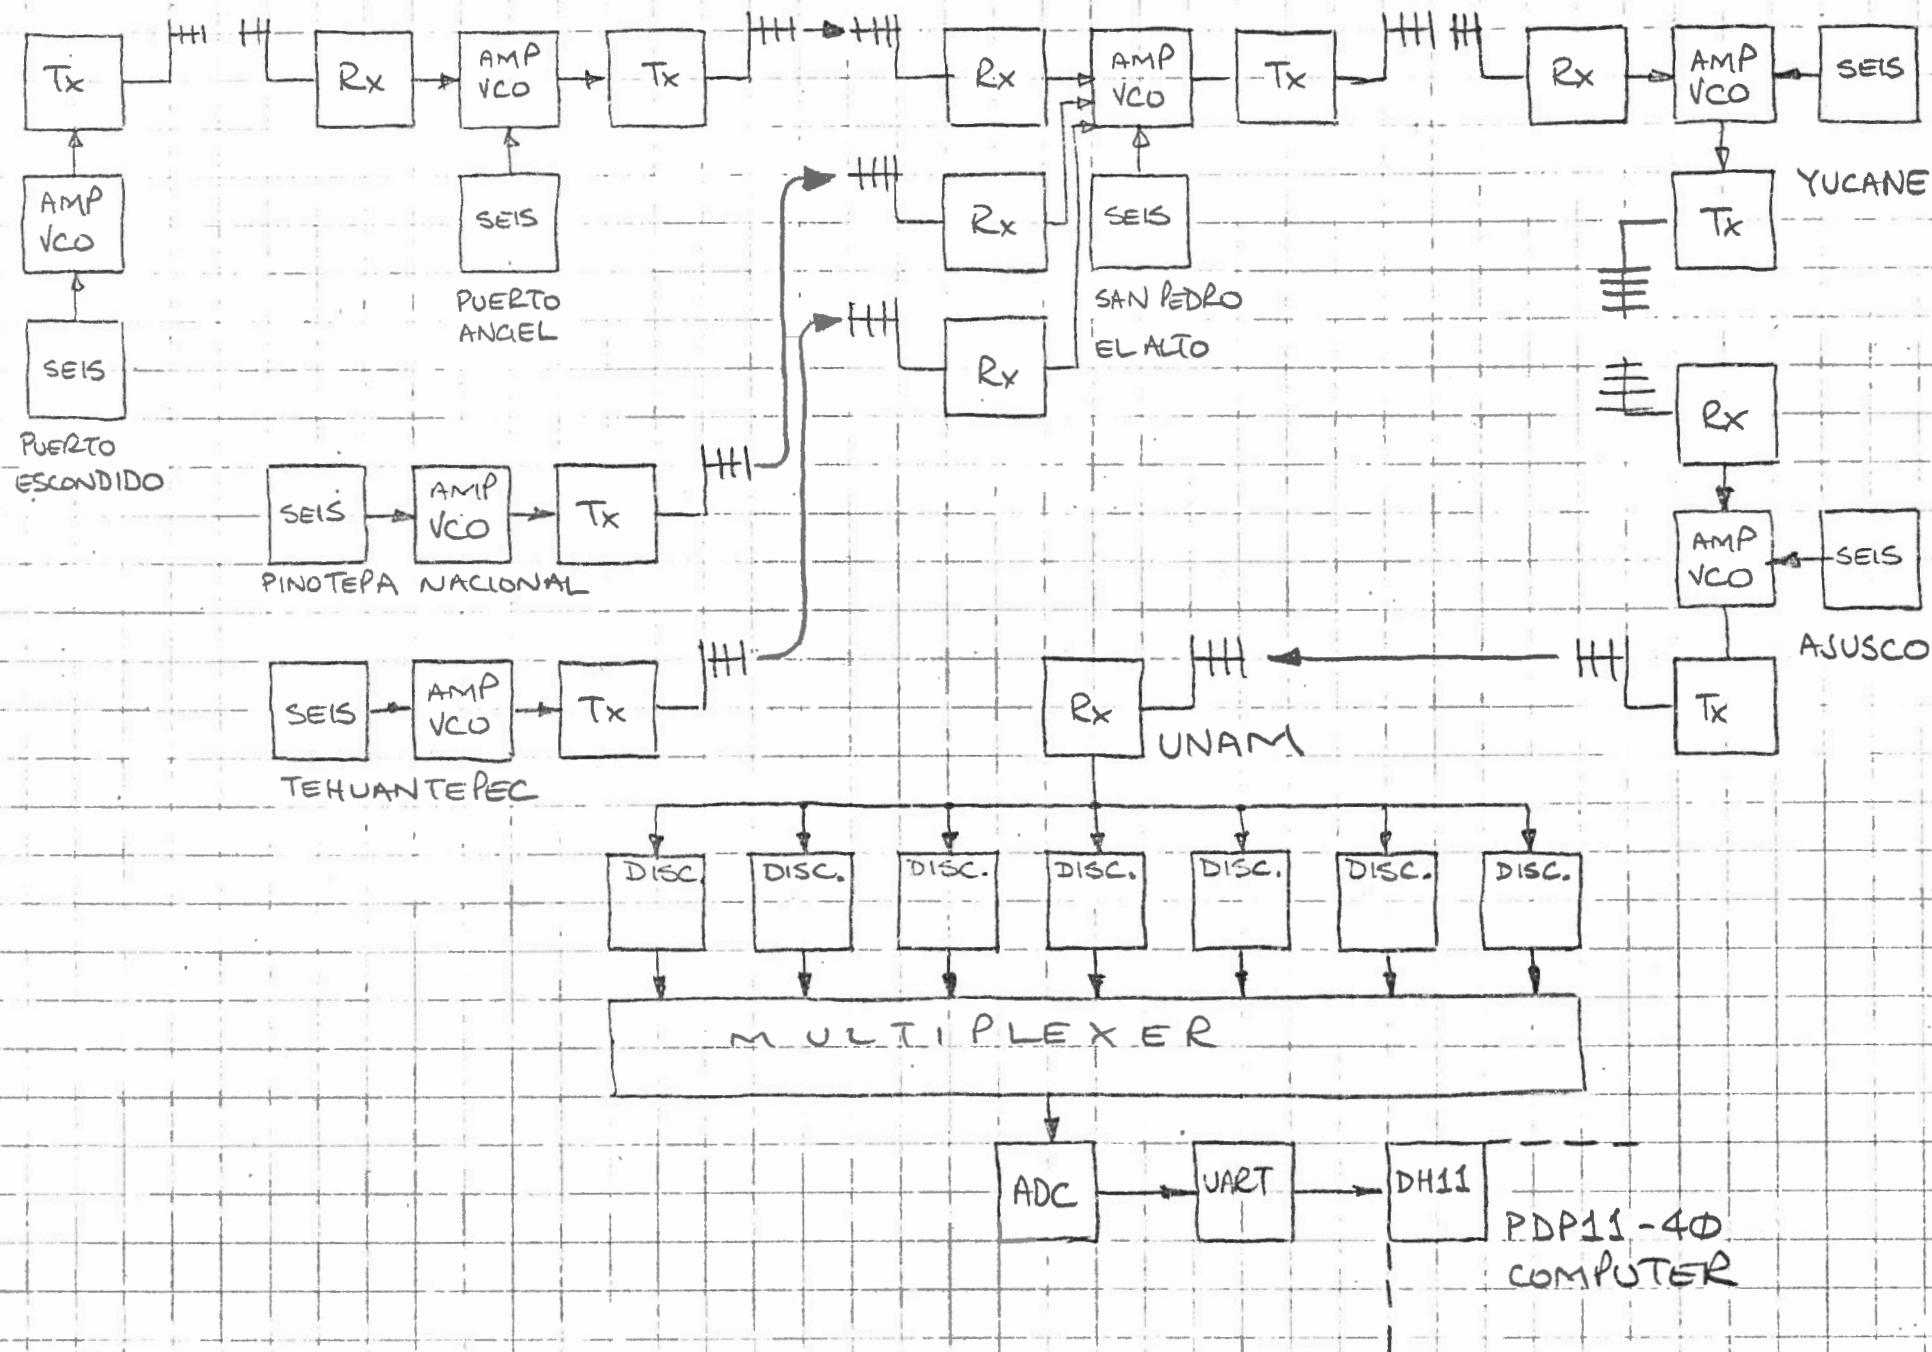 Tx
Rx
AMP
VCO
Tx
Rx
AMP
VCO
Tx
Rx
AMP
VCO
SEIS
AMP
VCO
SEIS
PUERTO
ESCONDIDO
SEIS
PUERTO
ANGEL
Rx
Rx
SEIS
SAN PEDRO
EL ALTO
Tx
YUCANE
Rx
AMP
VCO
SEIS
AJUSCO
Tx
SEIS
AMP
VCO
Tx
PINOTEPA NACIONAL
SEIS
AMP
VCO
Tx
TEHUANTEPEC
Rx
UNAM
DISC.
DISC.
DISC.
DISC.
DISC.
DISC.
DISC.
MULTIPLEXER
ADC
UART
DH11
PDP11-40
COMPUTER